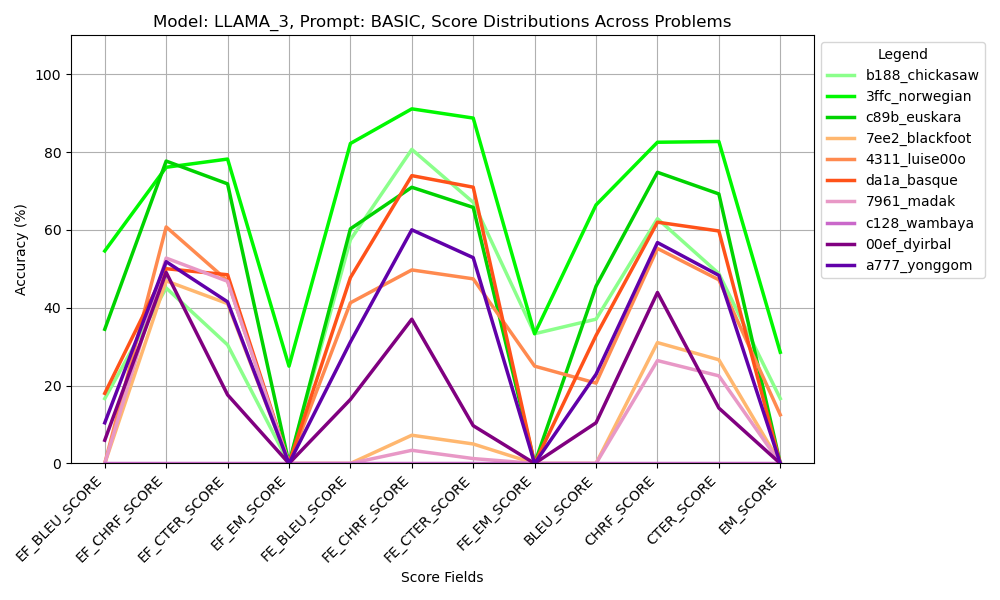 Model: LLAMA_3, Prompt: BASIC, Score Distributions Across Problems
Accuracy (%)
100
80
60
40
20
0
EF_BLEU_SCORE
EF_CHRF_SCORE
EF_CTER_SCORE
EF_EM_SCORE
FE_BLEU_SCORE
FE_CHRF_SCORE
FE_CTER_SCORE
FE_EM_SCORE
BLEU_SCORE
CHRF_SCORE
CTER_SCORE
EM_SCORE
Score Fields
Legend
b188_chickasaw
3ffc_norwegian
c89b_euskara
7ee2_blackfoot
4311_luise00o
da1a_basque
7961_madak
c128_wambaya
00ef_dyirbal
a777_yonggom